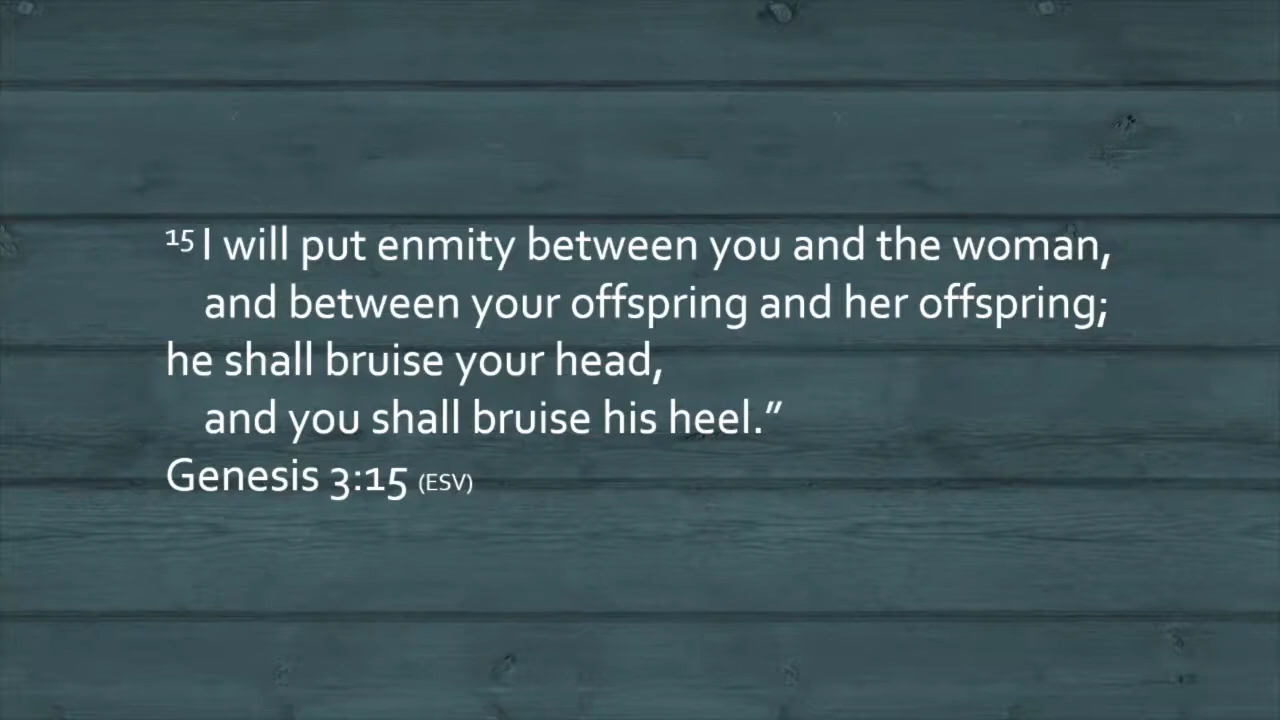 15 I will put enmity between you and the woman,
and between your offspring and her offspring;
he shall bruise your head,
and you shall bruise his heel.”
Genesis 3:15 (ESV)